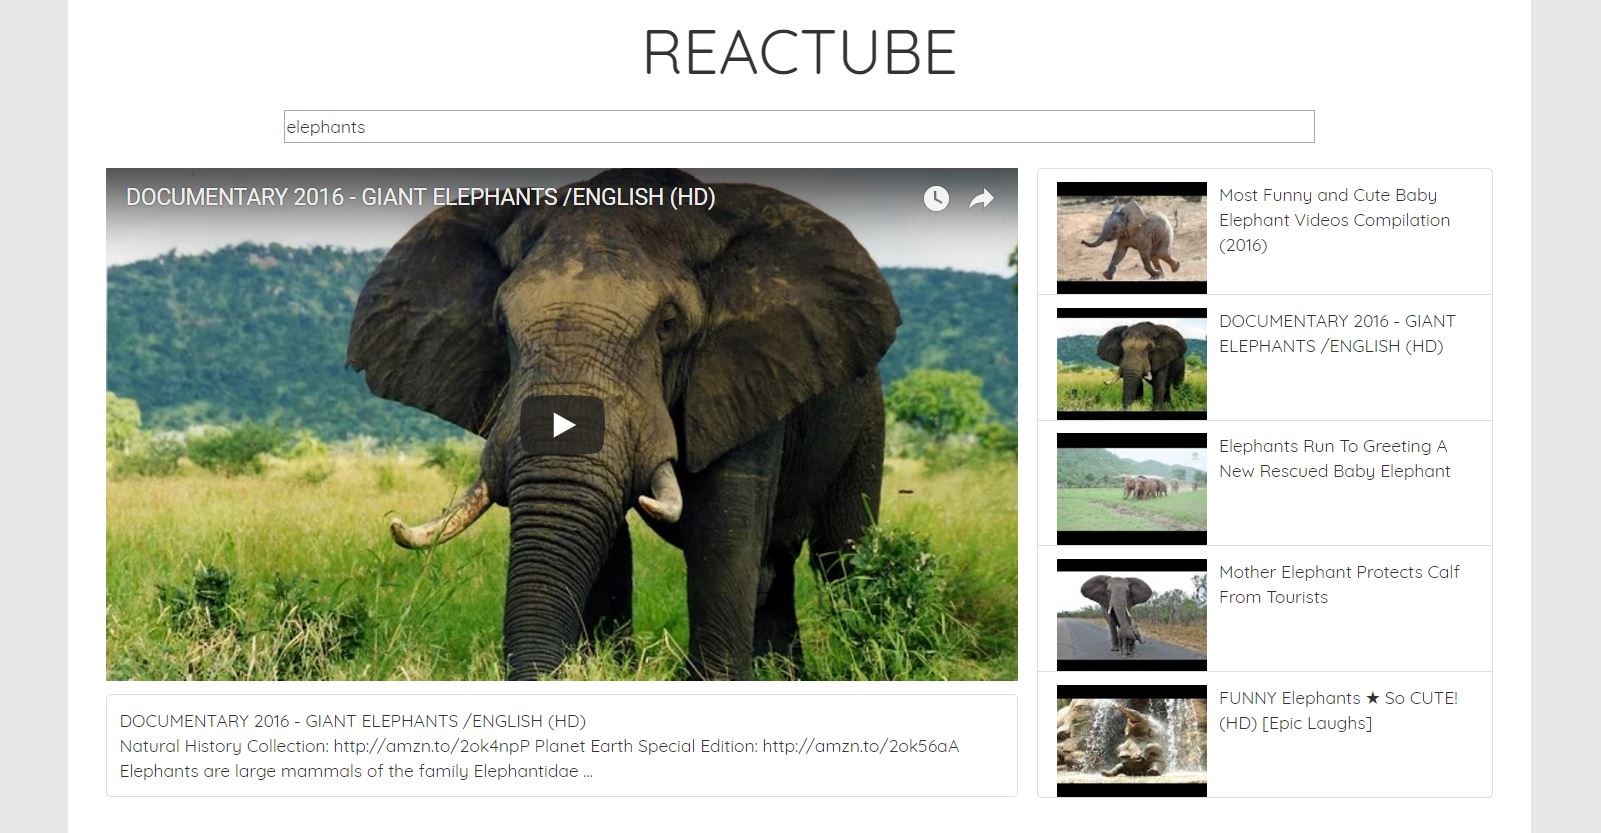 REACTUBE
elephants
DOCUMENTARY 2016 - GIANT ELEPHANTS /ENGLISH (HD)
DOCUMENTARY 2016 - GIANT ELEPHANTS /ENGLISH (HD)
Natural History Collection: http://amzn.to/2ok4npP Planet Earth Special Edition: http://amzn.to/2ok56aA
Elephants are large mammals of the family Elephantidae ...
Most Funny and Cute Baby
Elephant Videos Compilation
(2016)
DOCUMENTARY 2016 - GIANT
ELEPHANTS /ENGLISH (HD)
Elephants Run To Greeting A
New Rescued Baby Elephant
Mother Elephant Protects Calf
From Tourists
FUNNY Elephants ★ So CUTE!
(HD) [Epic Laughs]